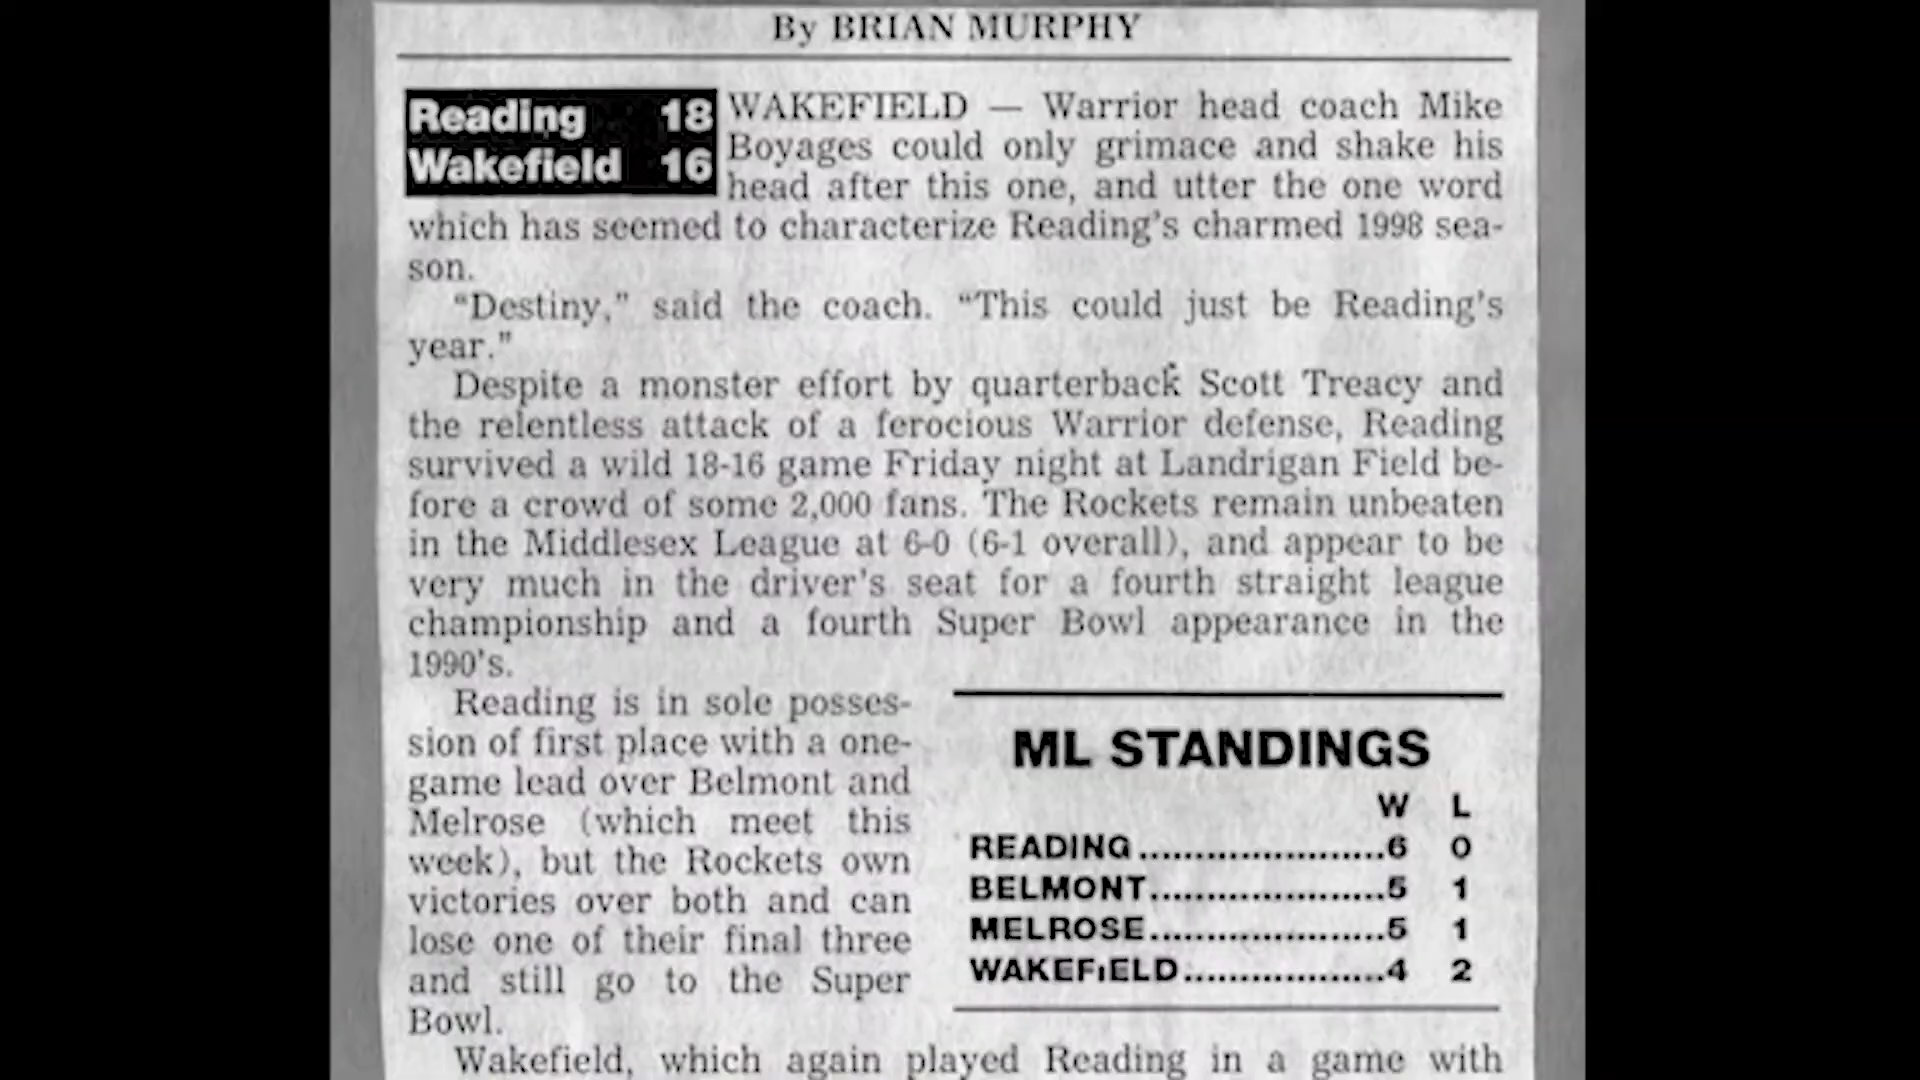 By BRIAN MURPHY
Reading 18
Wakefield 16
WAKEFIELD — Warrior head coach Mike
Boyages could only grimace and shake his
head after this one, and utter the one word
which has seemed to characterize Reading's charmed 1998 sea-
son.
"Destiny," said the coach. "This could just be Reading's
year."
Despite a monster effort by quarterback Scott Treacy and
the relentless attack of a ferocious Warrior defense, Reading
survived a wild 18-16 game Friday night at Landrigan Field be-
fore a crowd of some 2,000 fans. The Rockets remain unbeaten
in the Middlesex League at 6-0 (6-1 overall), and appear to be
very much in the driver's seat for a fourth straight league
championship and a fourth Super Bowl appearance in the
1990's.
Reading is in sole posses-
sion of first place with a one-
game lead over Belmont and
Melrose (which meet this
week), but the Rockets own
victories over both and can
lose one of their final three
and still go to the Super
Bowl.
ML STANDINGS
W L
READING......................6 0
BELMONT.....................5 1
MELROSE.....................5 1
WAKEFIELD..................4 2
Wakefield, which again played Reading in a game with